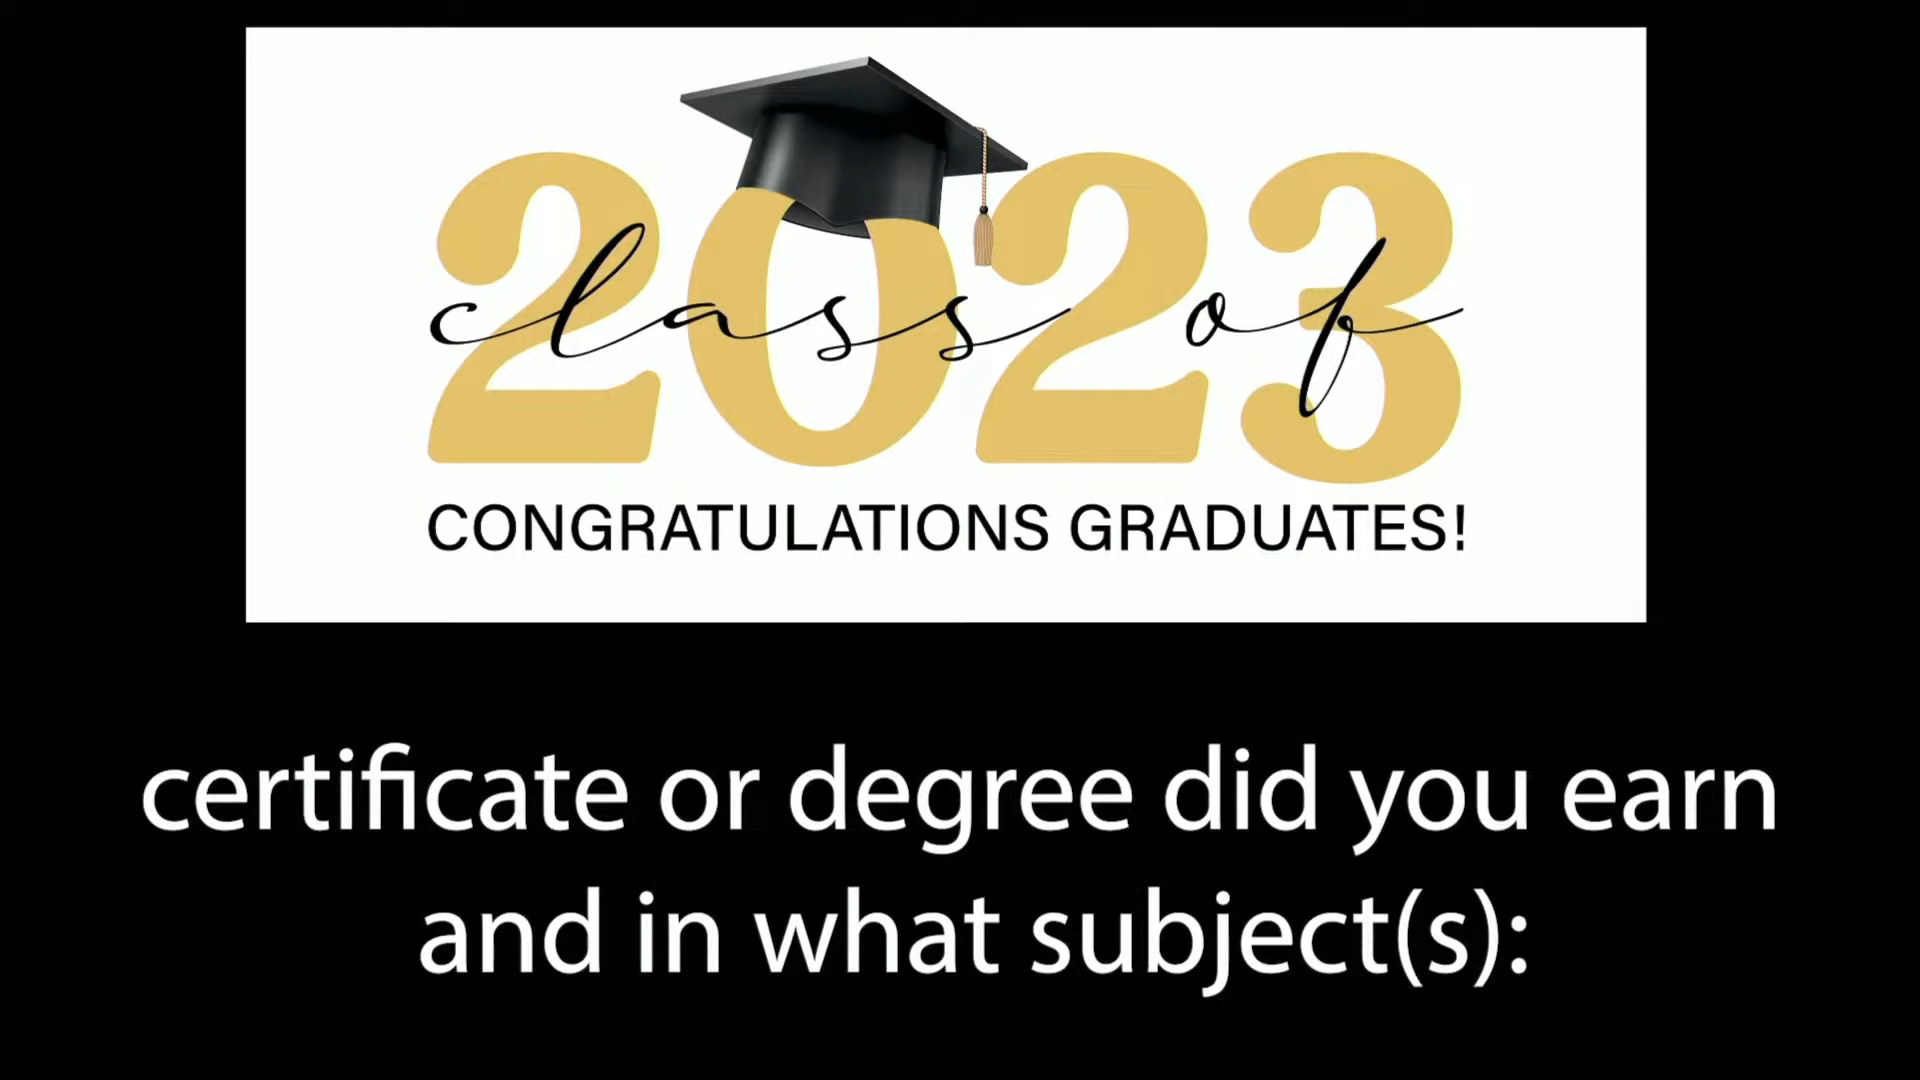 class of
2023
CONGRATULATIONS GRADUATES!
certificate or degree did you earn
and in what subject(s):